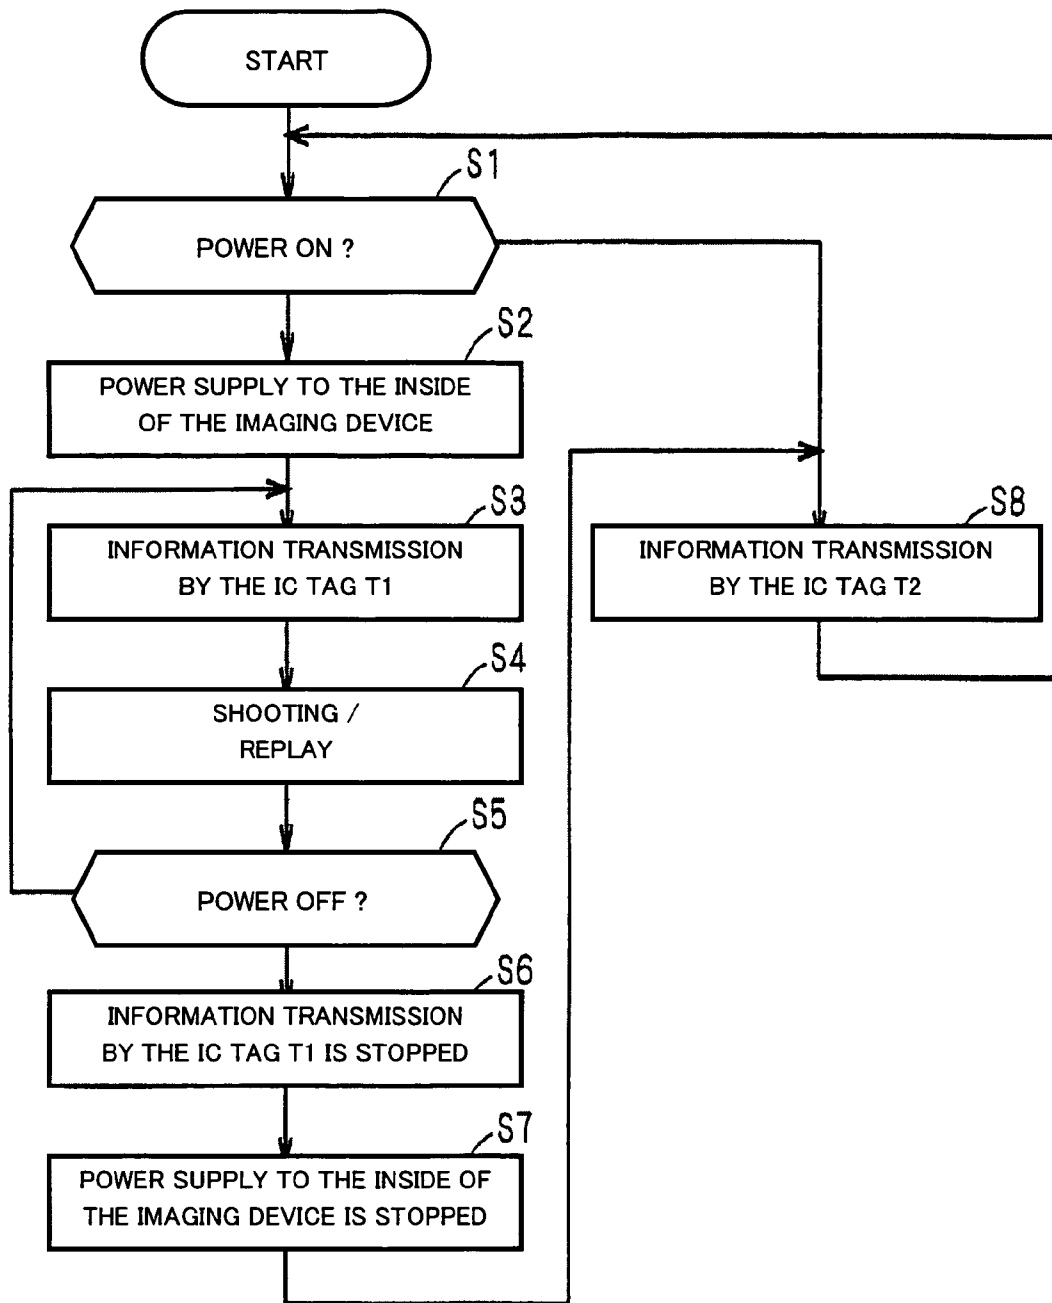 START
S1
POWER ON ?
S2
POWER SUPPLY TO THE INSIDE
OF THE IMAGING DEVICE
S3
INFORMATION TRANSMISSION
BY THE IC TAG T1
S8
INFORMATION TRANSMISSION
BY THE IC TAG T2
S4
SHOOTING /
REPLAY
S5
POWER OFF ?
S6
INFORMATION TRANSMISSION
BY THE IC TAG T1 IS STOPPED
S7
POWER SUPPLY TO THE INSIDE OF
THE IMAGING DEVICE IS STOPPED